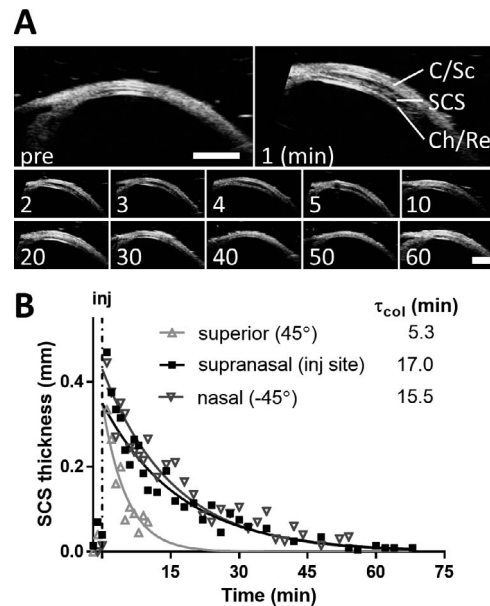 A
C/Sc
SCS
Ch/Re
pre
1 (min)
2 3 4 5 10
20 30 40 50 60
B
inj
τcol (min)
superior (45°) 5.3
supranasal (inj site) 17.0
nasal (-45°) 15.5
SCS thickness (mm)
0.4
0.2
0.0
15 30 45 60 75
Time (min)